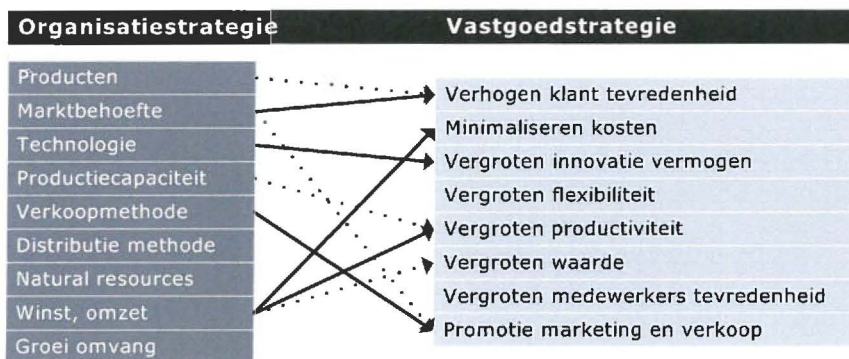 Organisatiestrategie Vastgoedstrategie
Producten
Marktbehoefte
Technologie
Productiecapaciteit
Verkoopmethode
Distributie methode
Natural resources
Winst, omzet
Groei omvang
Verhogen klant tevredenheid
Minimaliseren kosten
Vergroten innovatie vermogen
Vergroten flexibiliteit
Vergroten productiviteit
Vergroten waarde
Vergroten medewerkers tevredenheid
Promotie marketing en verkoop